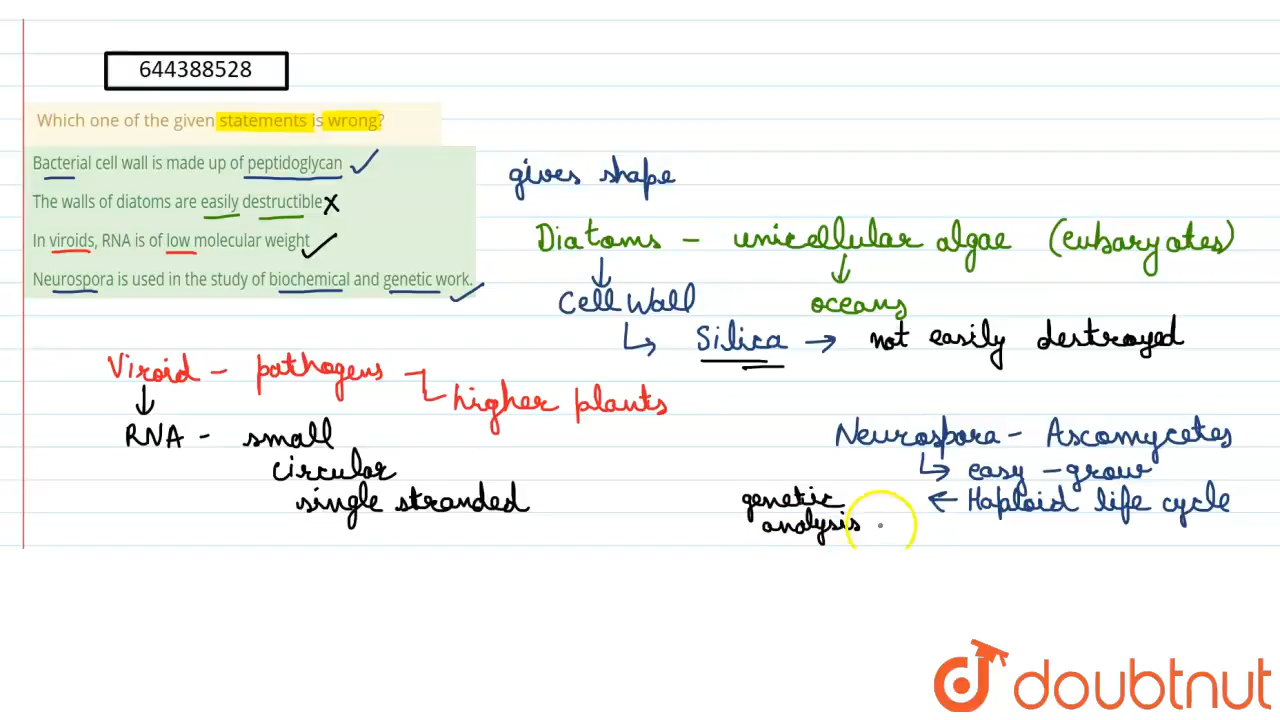 644388528
Which one of the given statements is wrong?
Bacterial cell wall is made up of peptidoglycan ✓
The walls of diatoms are easily destructible X
In viroids, RNA is of low molecular weight ✓
Neurospora is used in the study of biochemical and genetic work. ✓
gives shape
Diatoms - unicellular algae (eukaryotes)
↓ ↓
Cell Wall oceans
↳ Silica → not easily destroyed
Viroid - pathogens
higher plants
↓
RNA - small
circular
single stranded
Neurospora - Ascomycetes
↳ easy - grow
← Haploid life cycle
genetic
analysis
doubtnut